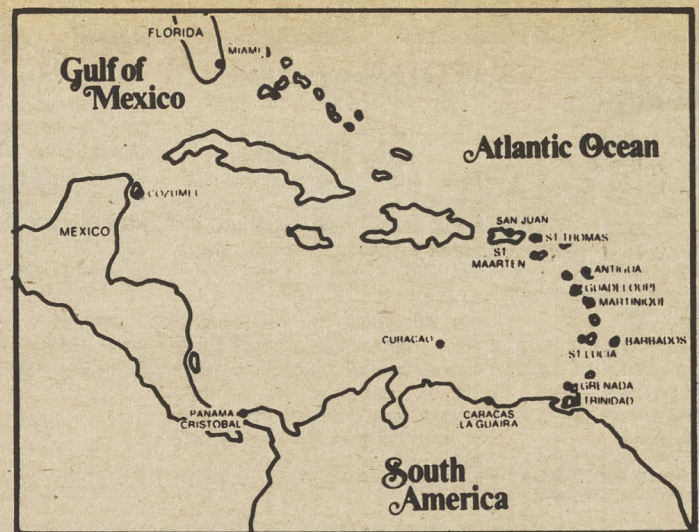 FLORIDA
MIAMI
Gulf of
Mexico
Atlantic Ocean
COZUMEL
MEXICO
SAN JUAN
ST THOMAS
ST
MAARTEN
ANTIGUA
GUADELOUPE
MARTINIQUE
CURACAO
BARBADOS
ST LUCIA
GRENADA
TRINIDAD
PANAMA
CRISTOBAL
CARACAS
LA GUAIRA
South
America